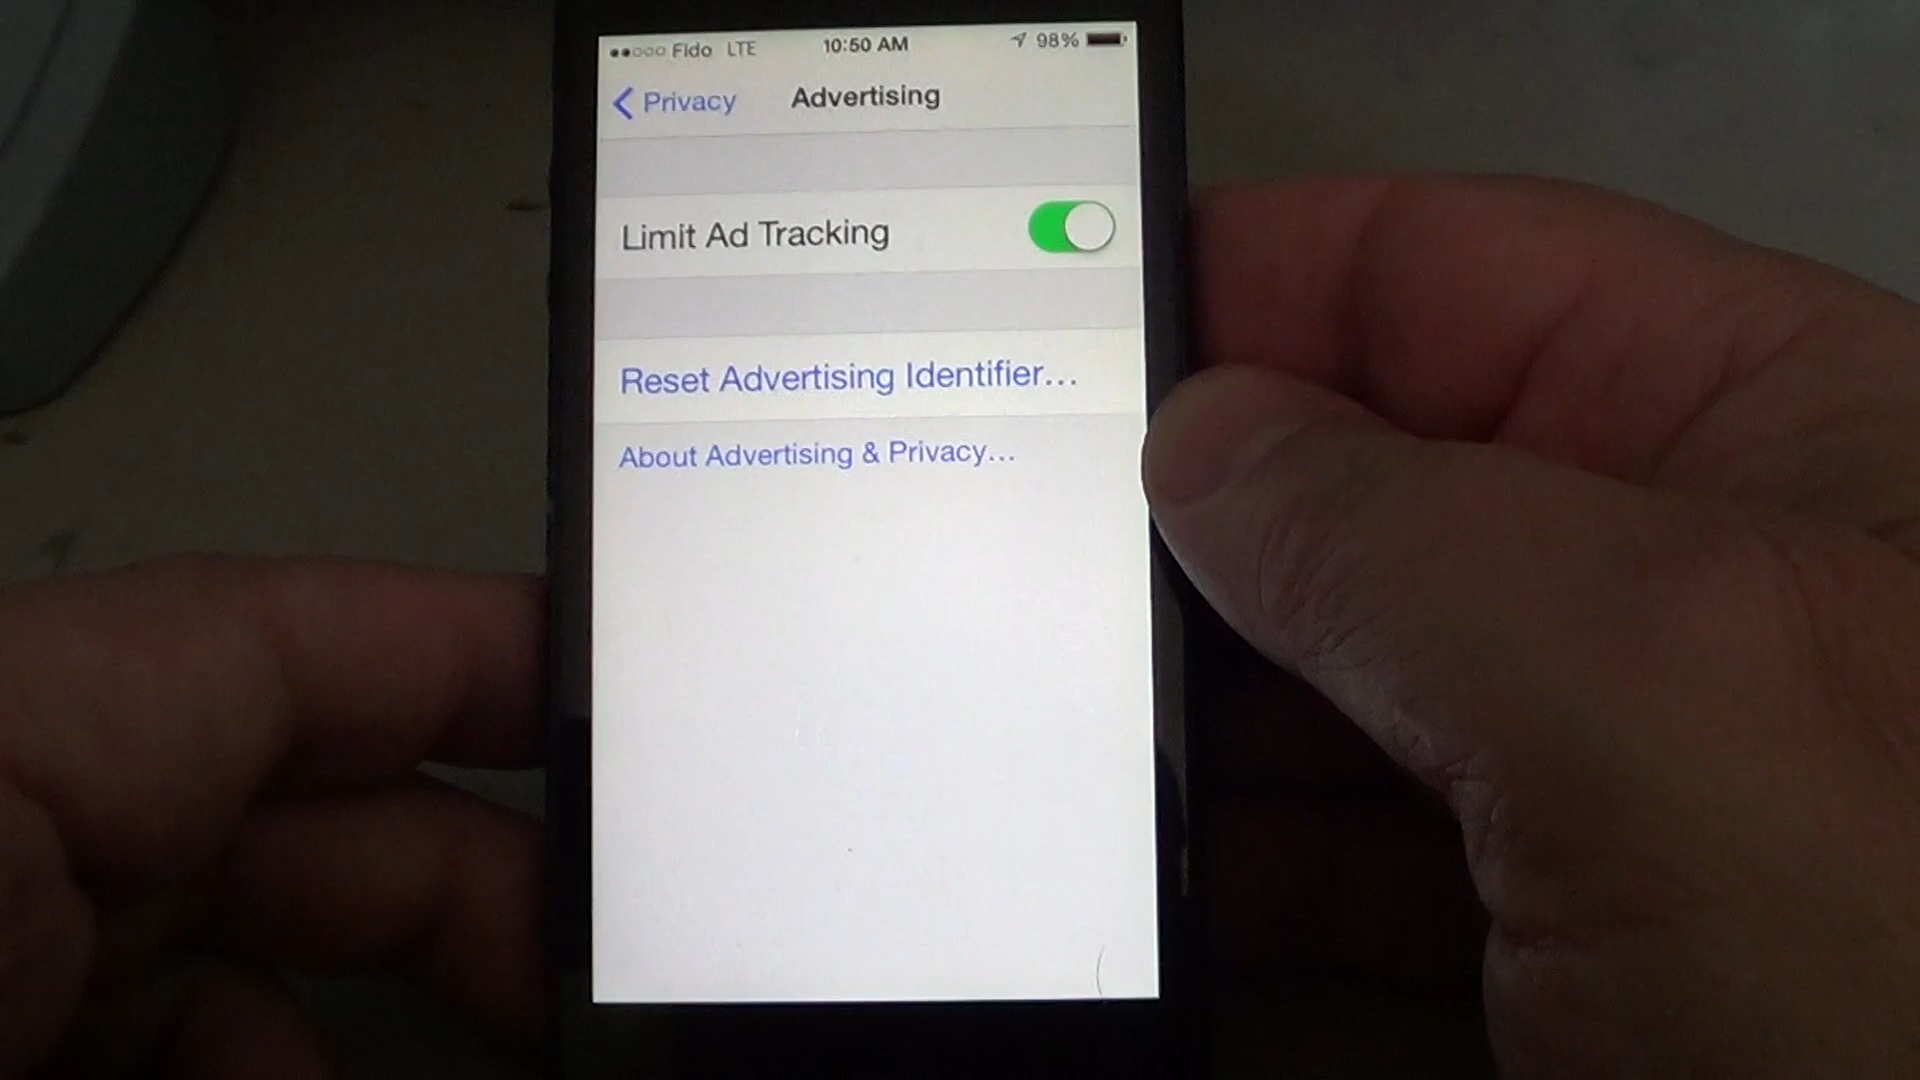 Fido LTE 10:50 AM 98%
Privacy Advertising
Limit Ad Tracking
Reset Advertising Identifier...
About Advertising & Privacy...